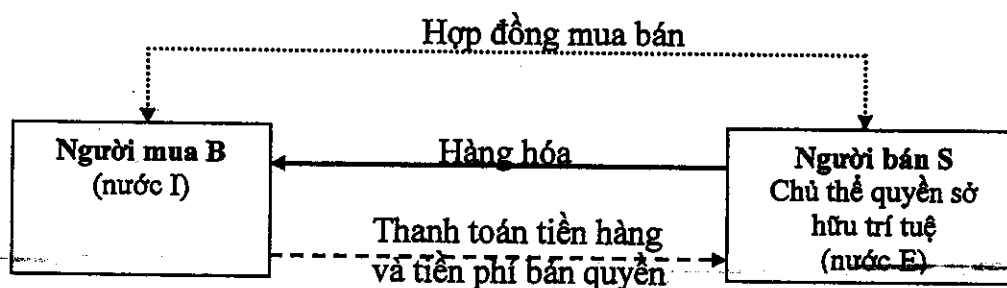 Hợp đồng mua bán
Người mua B
(nước I)
Hàng hóa
Người bán S
Chủ thể quyền sở
hữu trí tuệ
(nước E)
Thanh toán tiền hàng
và tiền phí bán quyền